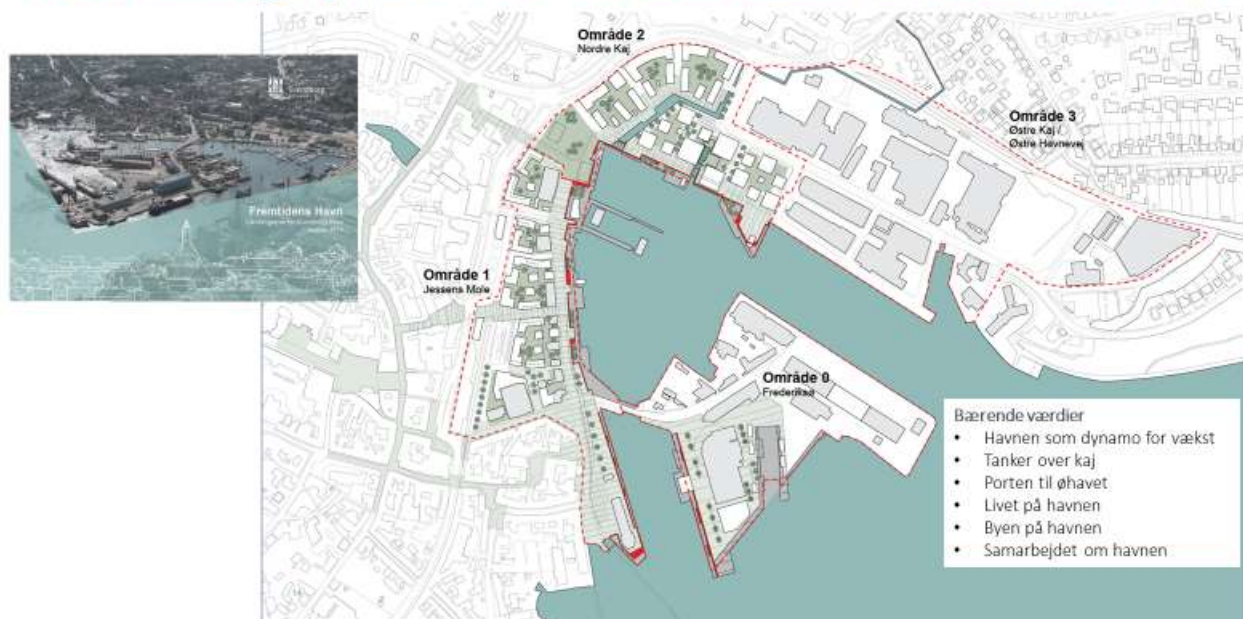 Område 2
Nordre Kaj
Svendborg
Område 3
Østre Kaj /
Østre Havnevej
Fremtidens Havn
Område 1
Jessens Mole
Område 0
Frederiksø
Bærende værdier
• Havnen som dynamo for vækst
• Tanker over kaj
• Porten til øhavet
• Livet på havnen
• Byen på havnen
• Samarbejdet om havnen